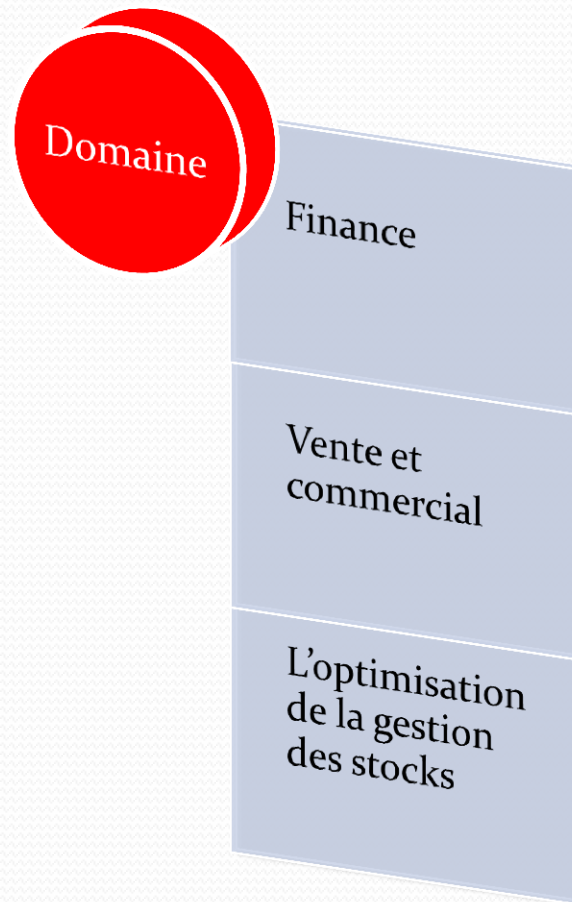 Domaine
Finance
Vente et
commercial
L’optimisation
de la gestion
des stocks